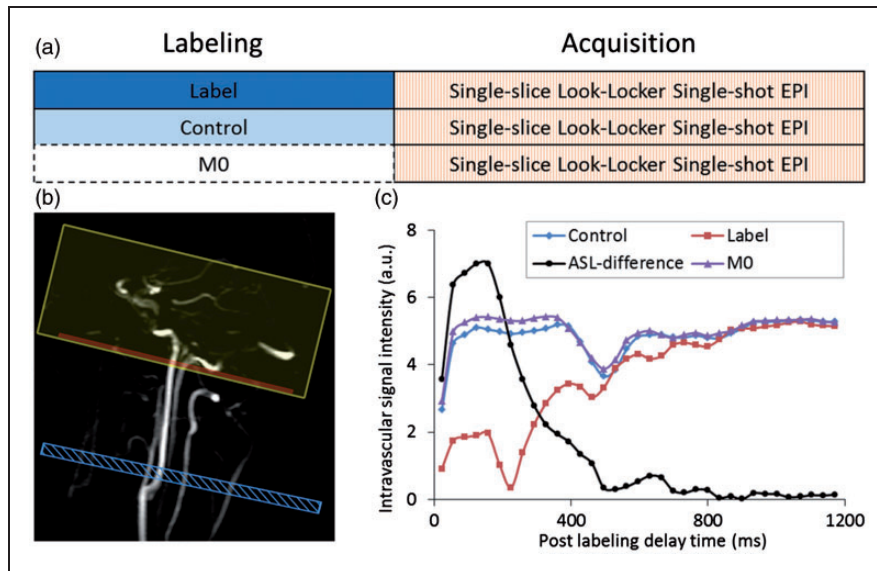 (a)
Labeling
Acquisition
Label
Single-slice Look-Locker Single-shot EPI
Control
Single-slice Look-Locker Single-shot EPI
M0
Single-slice Look-Locker Single-shot EPI
(b)
(c)
Intravascular signal intensity (a.u.)
8
6
4
2
0
Control
Label
ASL-difference
M0
0
400
800
1200
Post labeling delay time (ms)